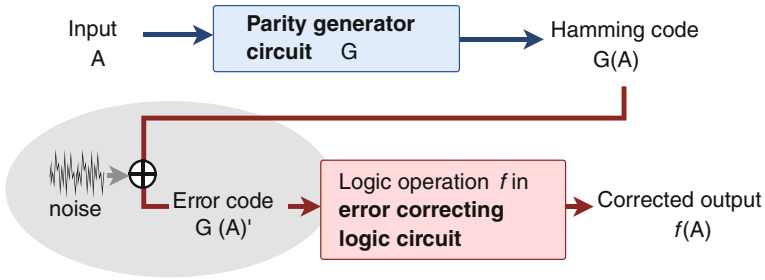 Input
A
Parity generator
circuit G
Hamming code
G(A)
noise
Error code
G (A)'
Logic operation f in
error correcting
logic circuit
Corrected output
f(A)